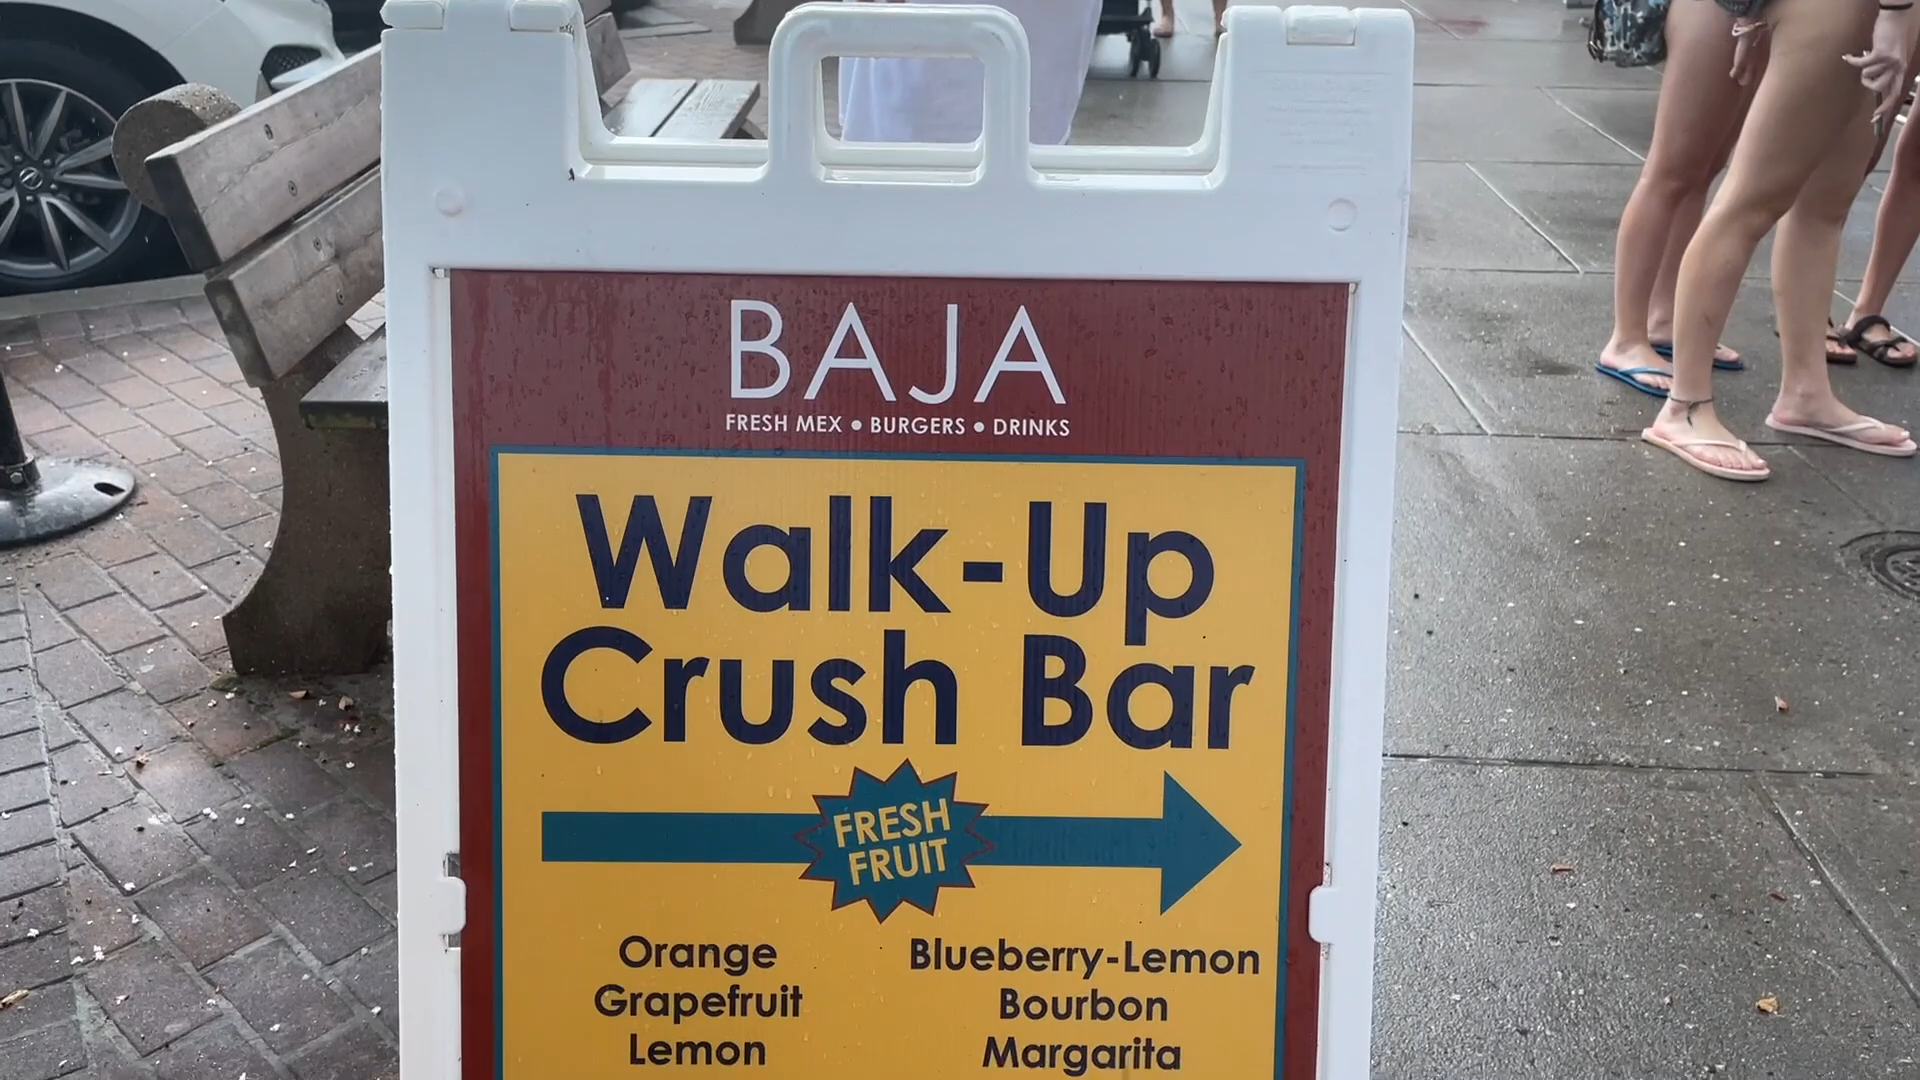 BAJA
FRESH MEX • BURGERS • DRINKS
Walk-Up
Crush Bar
FRESH
FRUIT
Orange
Grapefruit
Lemon
Blueberry-Lemon
Bourbon
Margarita